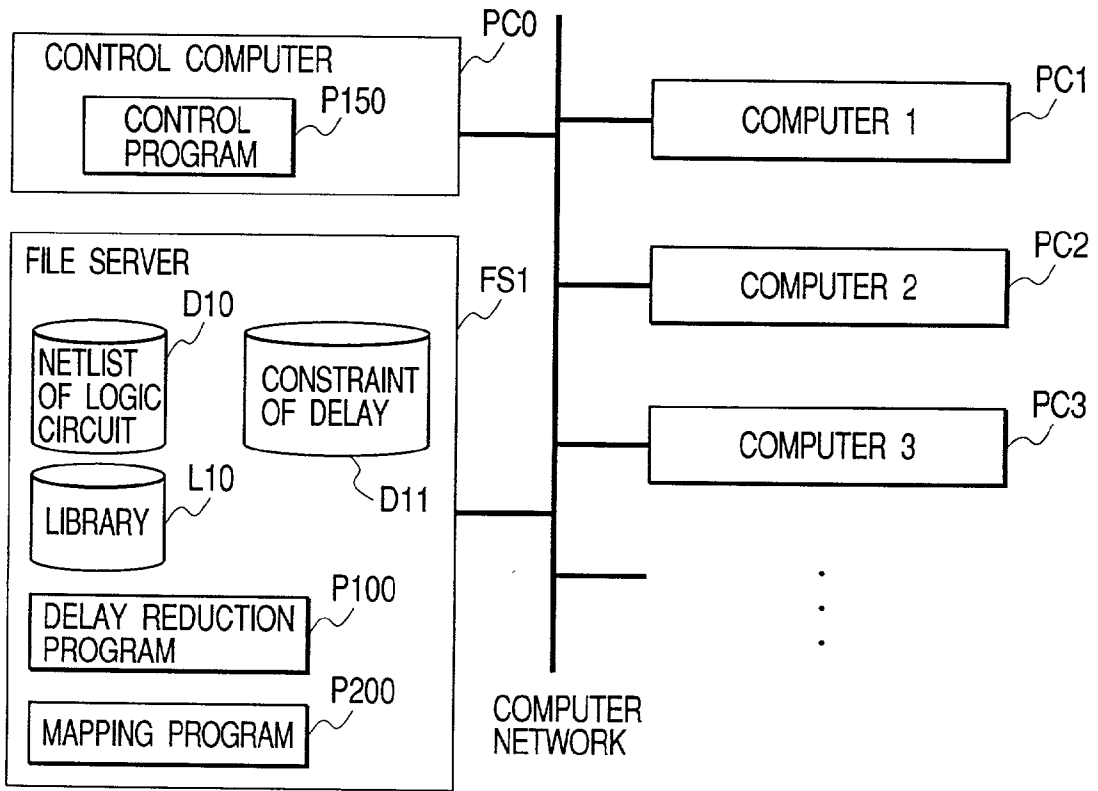 PC0
CONTROL COMPUTER
P150
CONTROL
PROGRAM
PC1
COMPUTER 1
FILE SERVER
FS1
D10
NETLIST
OF LOGIC
CIRCUIT
CONSTRAINT
OF DELAY
D11
L10
LIBRARY
P100
DELAY REDUCTION
PROGRAM
P200
MAPPING PROGRAM
PC2
COMPUTER 2
PC3
COMPUTER 3
COMPUTER
NETWORK